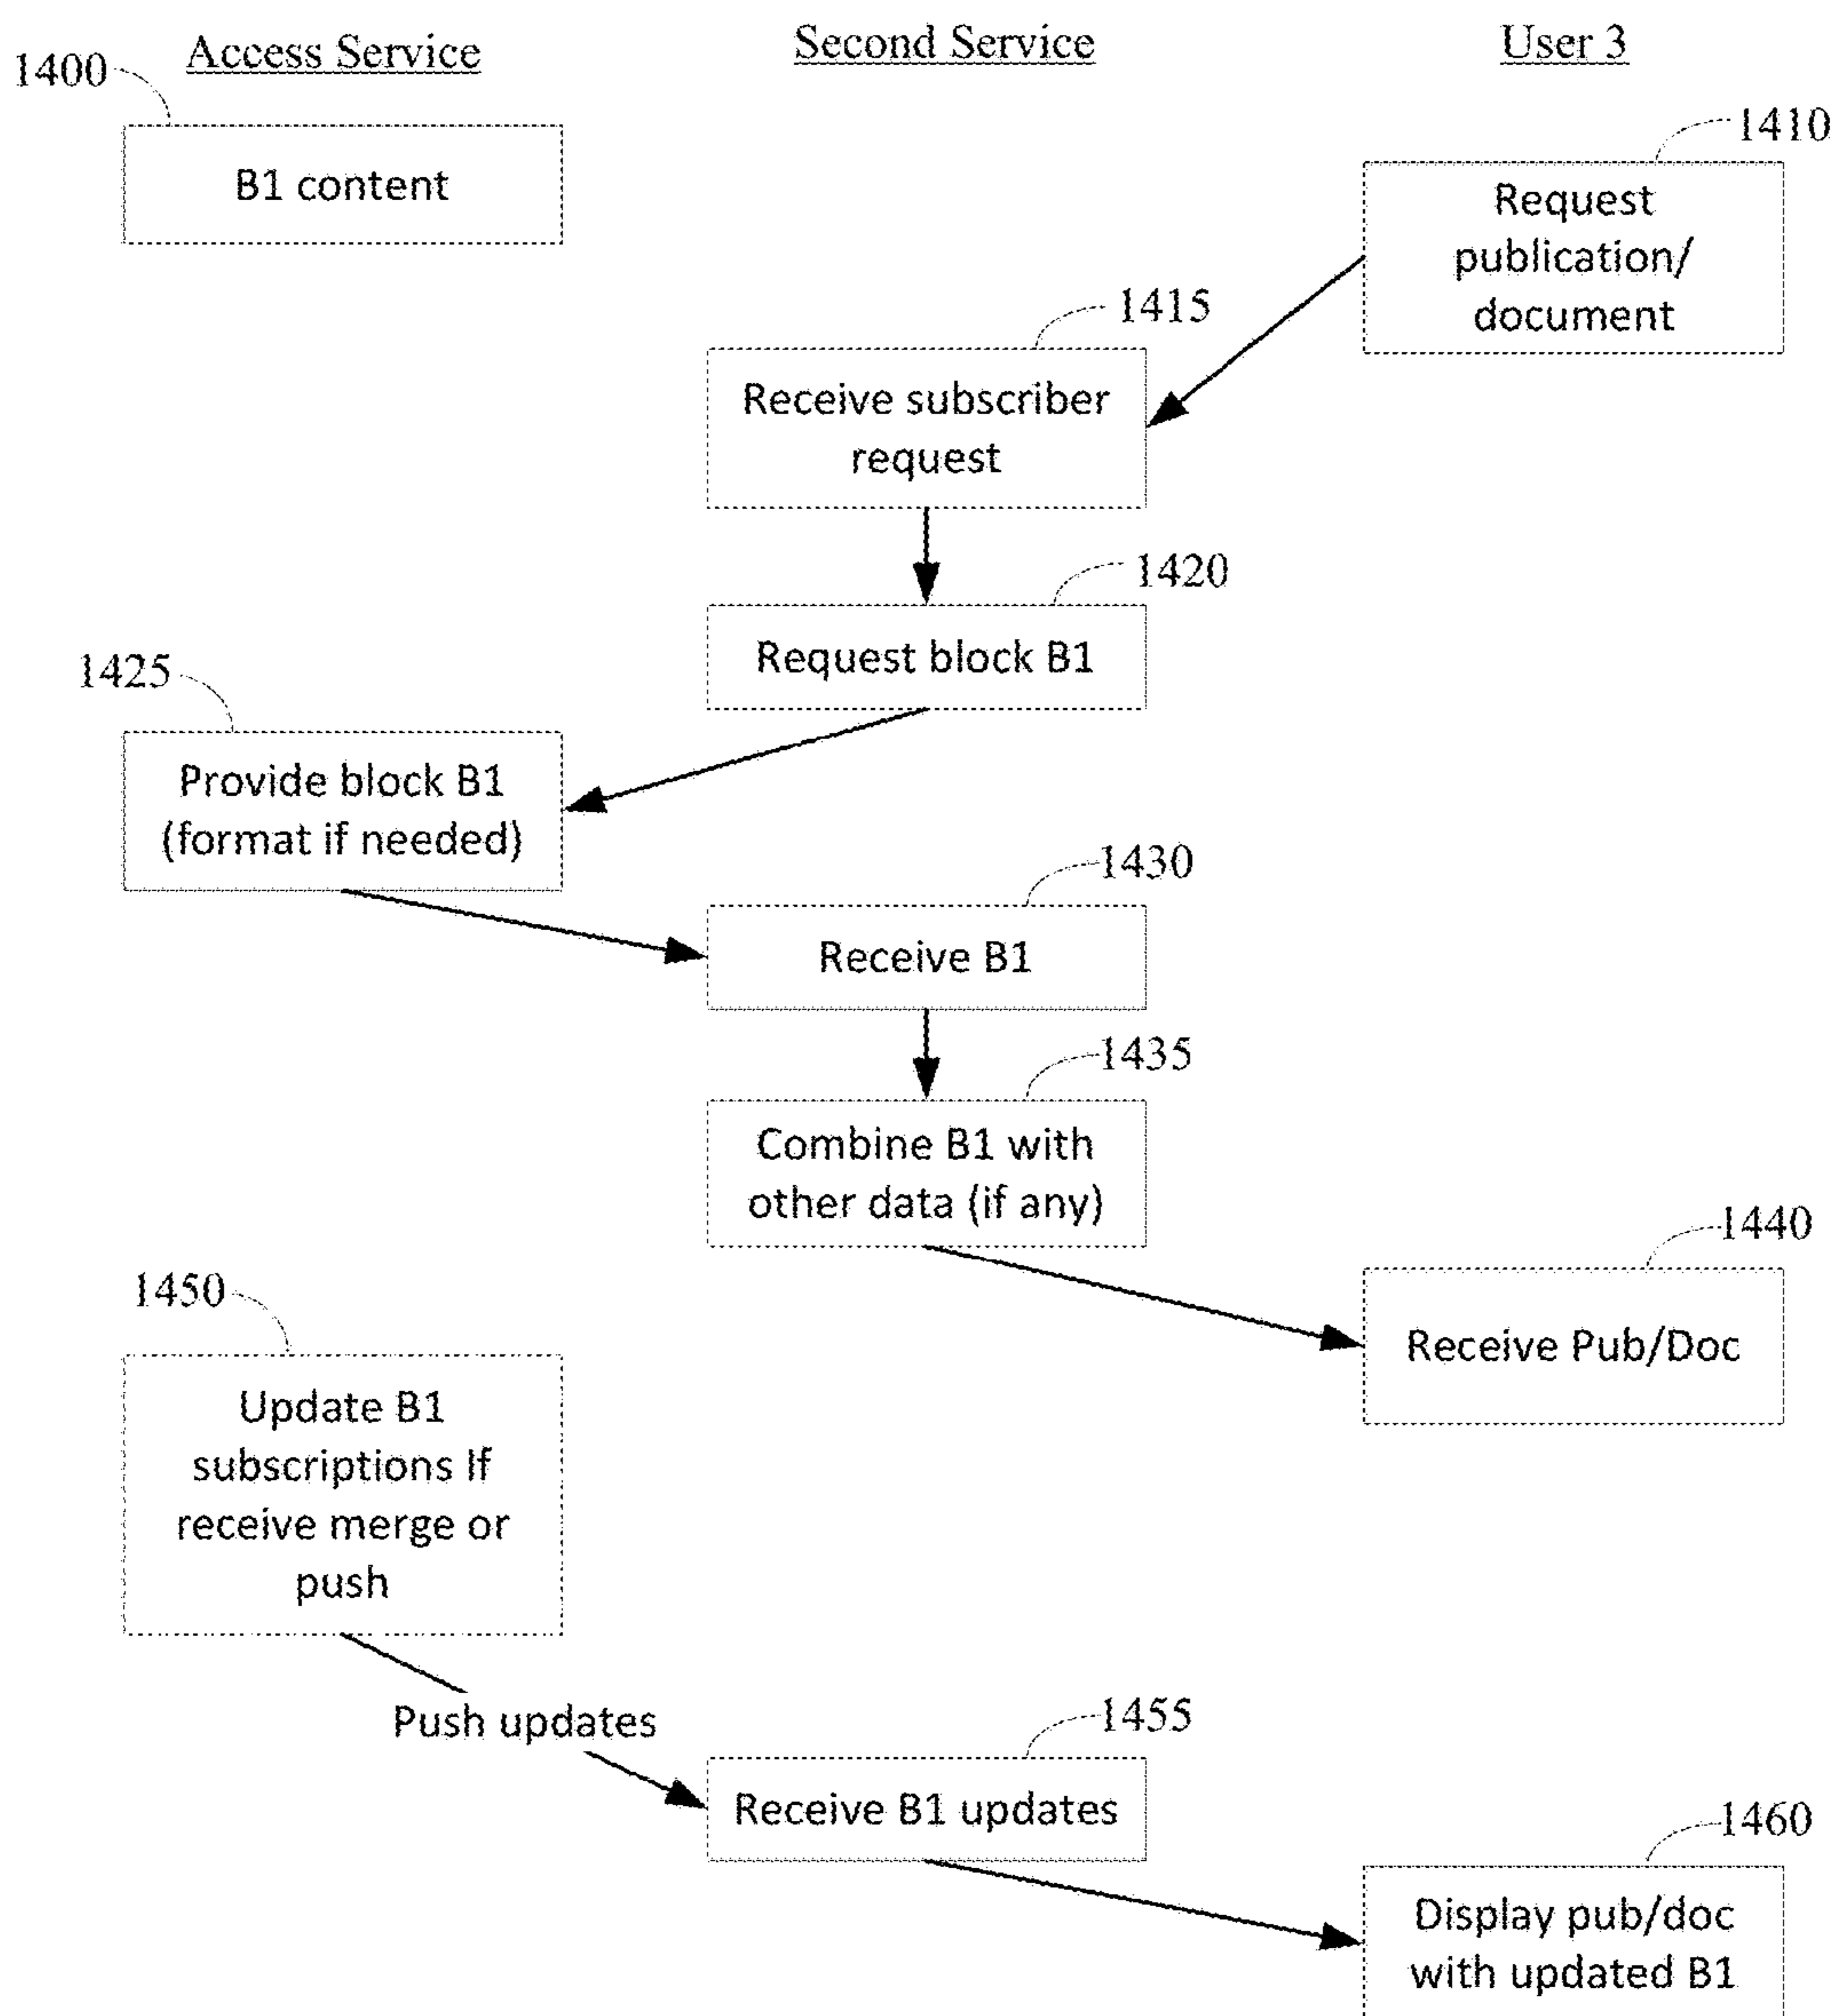 Access Service
Second Service
User 3
1400
B1 content
1410
Request
publication/
document
1415
Receive subscriber
request
1420
Request block B1
1425
Provide block B1
(format if needed)
1430
Receive B1
1435
Combine B1 with
other data (if any)
1440
Receive Pub/Doc
1450
Update B1
subscriptions If
receive merge or
push
Push updates
1455
Receive B1 updates
1460
Display pub/doc
with updated B1